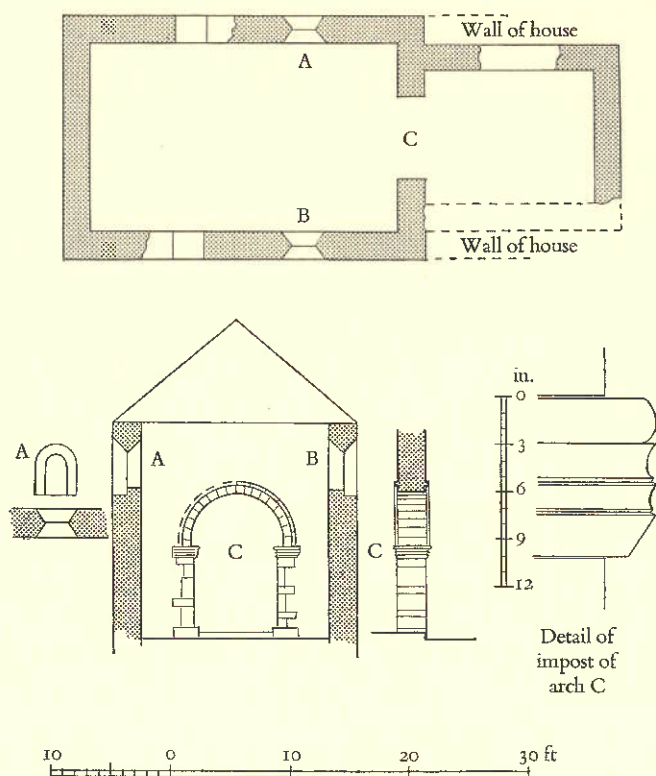 Wall of house
A
C
B
Wall of house
A
A
B
C
C
in.
0
3
6
9
12
Detail of
impost of
arch C
10 0 10 20 30 ft